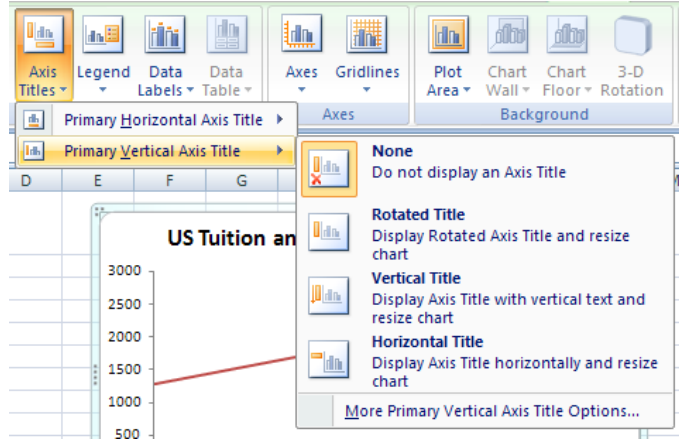 Axis Titles
Legend
Data Labels
Data Table
Axes
Gridlines
Plot Area
Chart Wall
Chart Floor
3-D Rotation
Axes
Background
Primary Horizontal Axis Title
Primary Vertical Axis Title
None
Do not display an Axis Title
Rotated Title
Display Rotated Axis Title and resize
chart
Vertical Title
Display Axis Title with vertical text and
resize chart
Horizontal Title
Display Axis Title horizontally and resize
chart
More Primary Vertical Axis Title Options...
D E F G
US Tuition an
3000
2500
2000
1500
1000
500